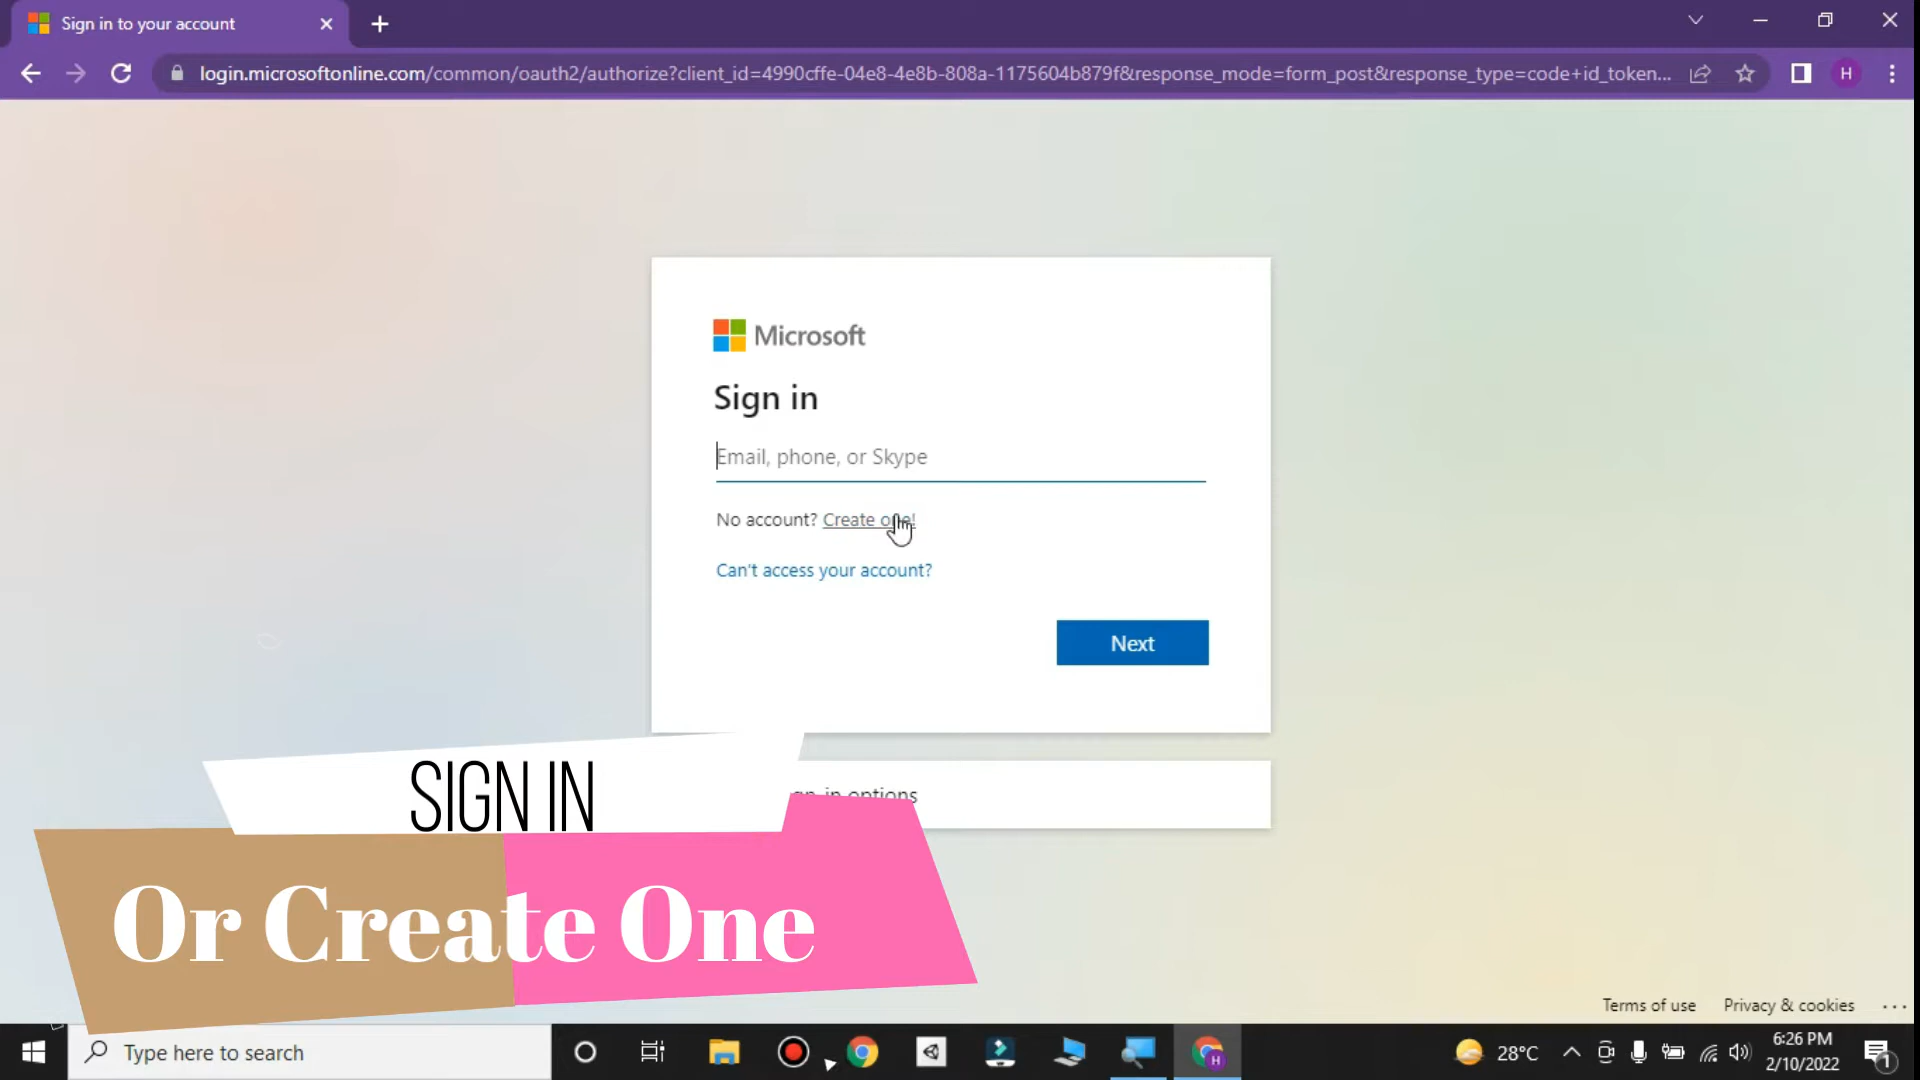 Sign in to your account
login.microsoftonline.com/common/oauth2/authorize?client_id=4990cffe-04e8-4e8b-808a-1175604b879f&response_mode=form_post&response_type=code+id_token...
H
Microsoft
Sign in
Email, phone, or Skype
No account? Create one!
Can't access your account?
Next
options
SIGN IN
Or Create One
Terms of use
Privacy & cookies
Type here to search
H
28°C
6:26 PM
2/10/2022
1